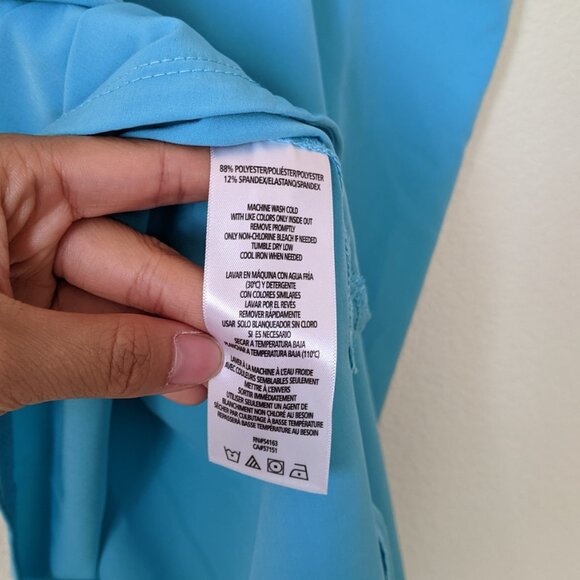 88% POLYESTER/POLIÉSTER/POLYESTER
12% SPANDEX/ELASTANO/SPANDEX
MACHINE WASH COLD
WITH LIKE COLORS ONLY INSIDE OUT
REMOVE PROMPTLY
ONLY NON-CHLORINE BLEACH IF NEEDED
TUMBLE DRY LOW
COOL IRON WHEN NEEDED
LAVAR EN MÁQUINA CON AGUA FRÍA
(30°C) Y DETERGENTE
CON COLORES SIMILARES
LAVAR POR EL REVÉS
REMOVER RÁPIDAMENTE
USAR SOLO BLANQUEADOR SIN CLORO
SI ES NECESARIO
SECAR A TEMPERATURA BAJA
PLANCHAR A TEMPERATURA BAJA (110°C)
LAVER À LA MACHINE À L'EAU FROIDE
AVEC COULEURS SEMBLABLES SEULEMENT
METTRE À L'ENVERS
SORTIR IMMÉDIATEMENT
UTILISER SEULEMENT UN AGENT DE
BLANCHIMENT NON CHLORÉ AU BESOIN
SÉCHER PAR CULBUTAGE À BASSE TEMPÉRATURE
REPASSER À BASSE TEMPÉRATURE AU BESOIN
RN#54163
CA#57151